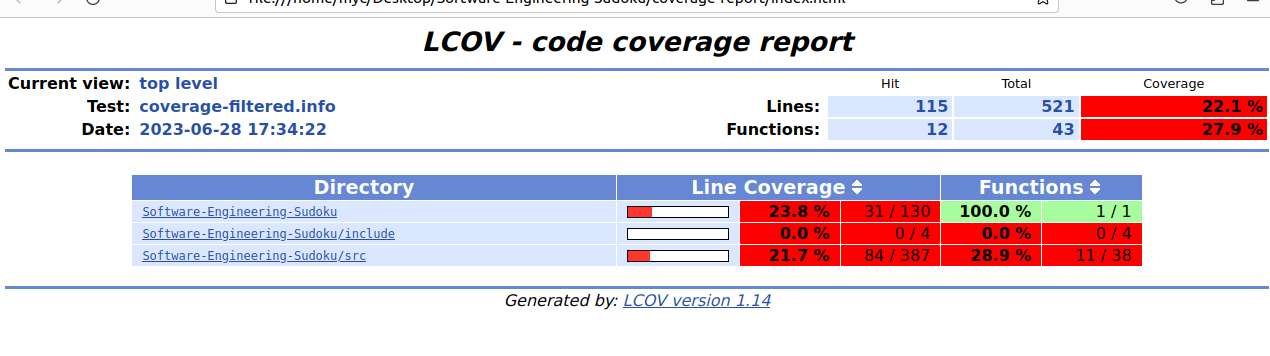 file:///home/myc/Desktop/Software-Engineering-Sudoku/coverage-report/index.html
LCOV - code coverage report
Current view: top level Hit Total Coverage
Test: coverage-filtered.info Lines: 115 521 22.1 %
Date: 2023-06-28 17:34:22 Functions: 12 43 27.9 %
Directory Line Coverage Functions
Software-Engineering-Sudoku 23.8 % 31 / 130 100.0 % 1 / 1
Software-Engineering-Sudoku/include 0.0 % 0 / 4 0.0 % 0 / 4
Software-Engineering-Sudoku/src 21.7 % 84 / 387 28.9 % 11 / 38
Generated by: LCOV version 1.14